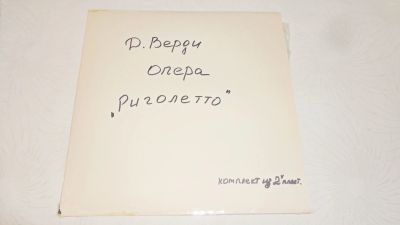 Д. Верди
опера
„Риголетто"
комплект из 2х пласт.